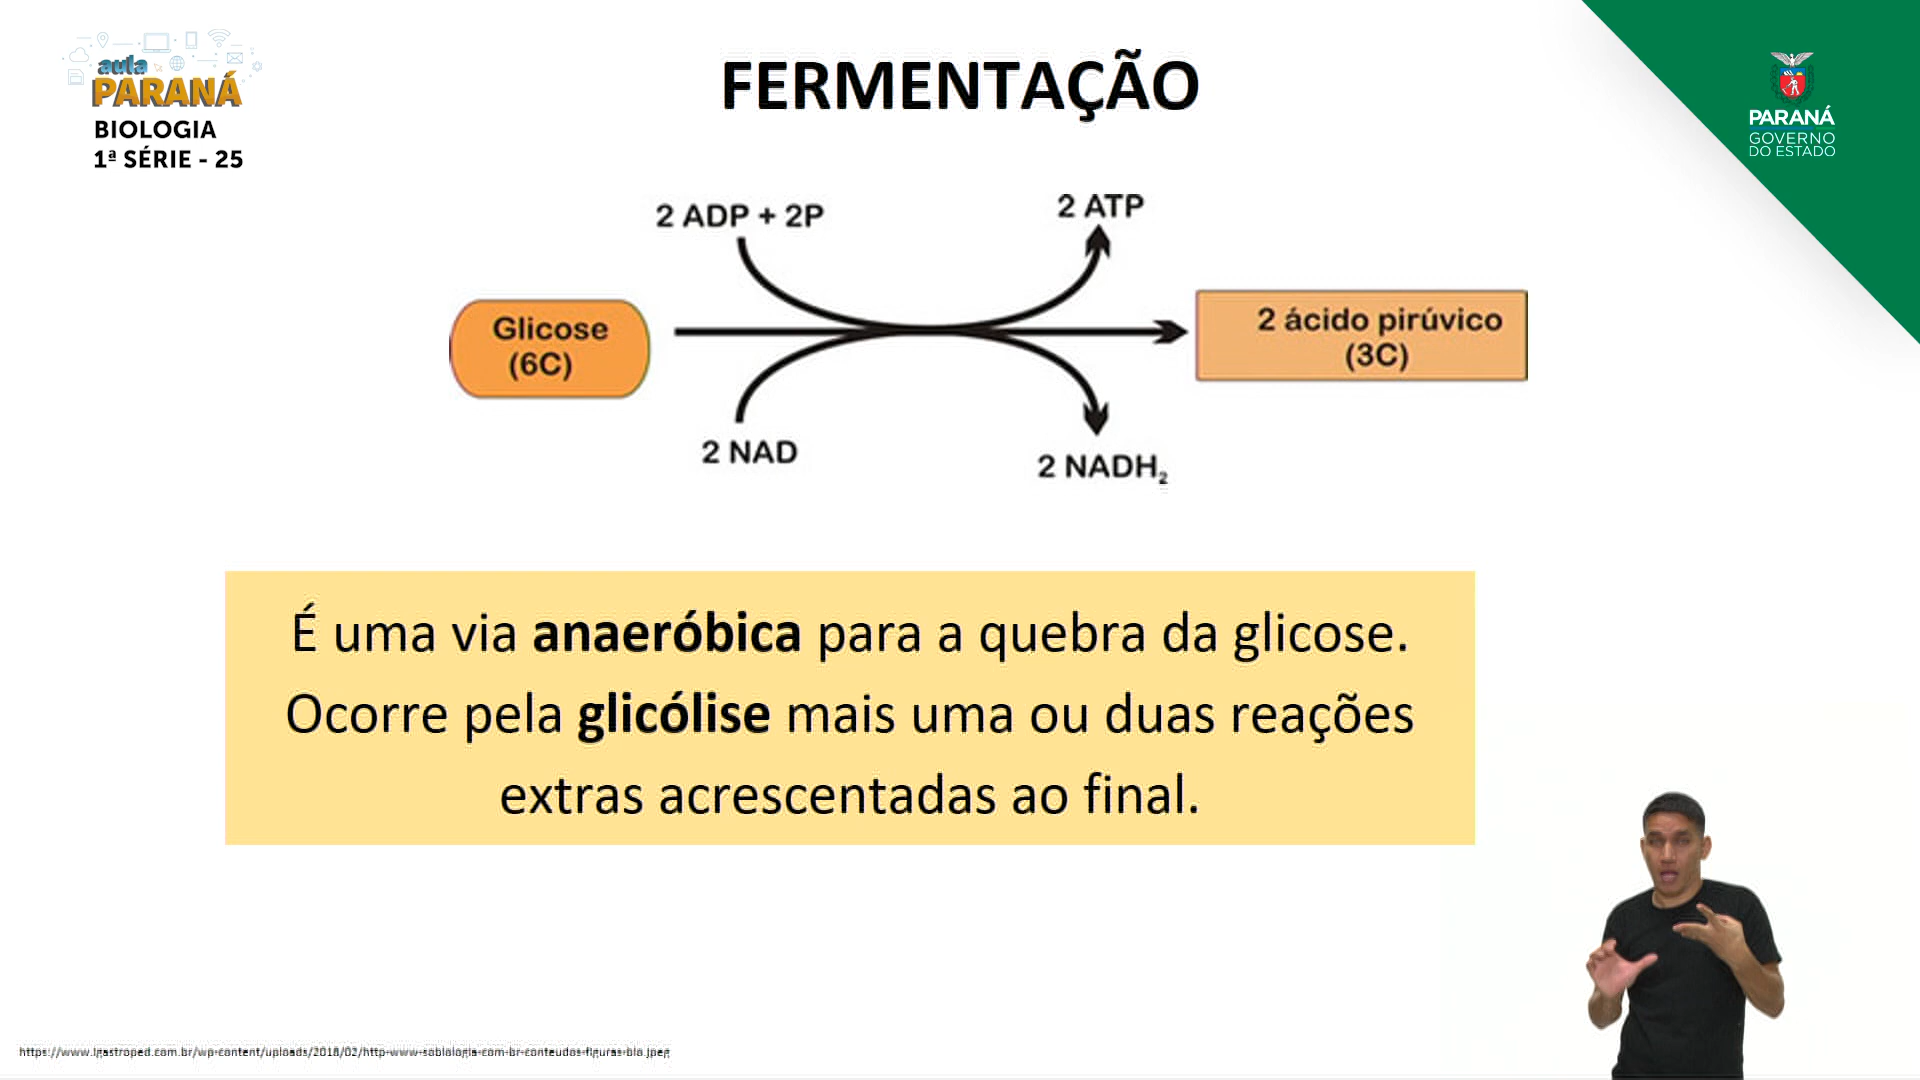 aula
PARANÁ
BIOLOGIA
1ª SÉRIE - 25
FERMENTAÇÃO
PARANÁ
GOVERNO
DO ESTADO
2 ADP + 2P
2 ATP
Glicose
(6C)
2 ácido pirúvico
(3C)
2 NAD
2 NADH₂
É uma via anaeróbica para a quebra da glicose.
Ocorre pela glicólise mais uma ou duas reações
extras acrescentadas ao final.